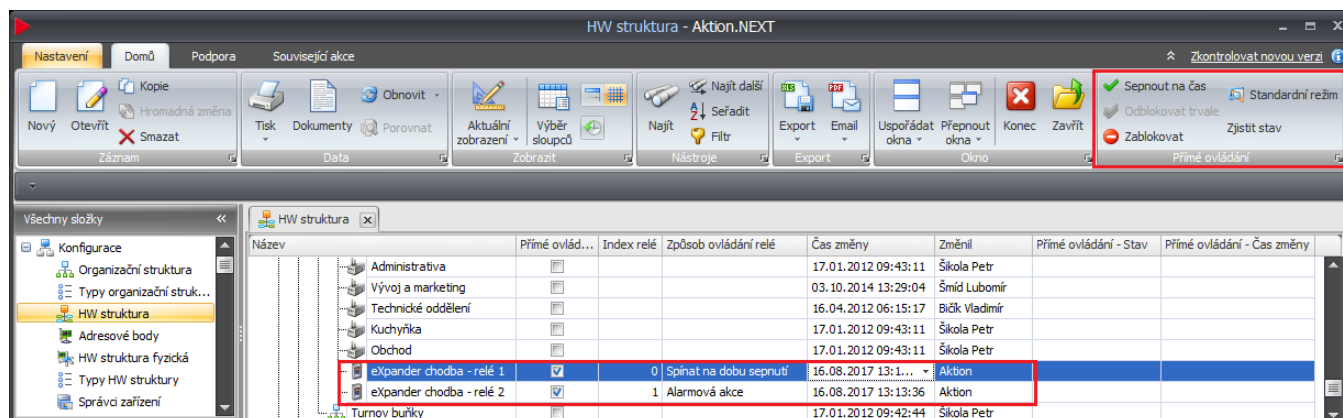 HW struktura - Aktion.NEXT
Nastavení Domů Podpora Související akce Zkontrolovat novou verzi
Nový Otevřít Kopie Hromadná změna Smazat
Záznam
Tisk Dokumenty Obnovit Porovnat
Data
Aktuální zobrazení Výběr sloupců
Zobrazit
Najít Najít další Seřadit Filtr
Nástroje
Export Email
Export
Uspořádat okna Přepnout okna Konec Zavřít
Okno
Sepnout na čas Standardní režim
Odblokovat trvale Zjistit stav
Zablokovat
Přímé ovládání
Všechny složky «
HW struktura
Konfigurace
Organizační struktura
Typy organizační struk...
HW struktura
Adresové body
HW struktura fyzická
Typy HW struktury
Správci zařízení
Název Přímé ovlád... Index relé Způsob ovládání relé Čas změny Změnil Přímé ovládání - Stav Přímé ovládání - Čas změny
Administrativa 17.01.2012 09:43:11 Šikola Petr
Vývoj a marketing 03.10.2014 13:29:04 Šmíd Lubomír
Technické oddělení 16.04.2012 06:15:17 Bičík Vladimír
Kuchyňka 17.01.2012 09:43:11 Šikola Petr
Obchod 17.01.2012 09:43:11 Šikola Petr
eXpander chodba - relé 1 0 Spínat na dobu sepnutí 16.08.2017 13:1... Aktion
eXpander chodba - relé 2 1 Alarmová akce 16.08.2017 13:13:36 Aktion
Turnov buňky 17.01.2012 09:42:44 Šikola Petr